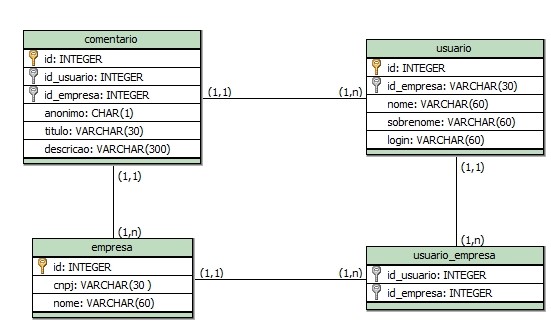 comentario
id: INTEGER
id_usuario: INTEGER
id_empresa: INTEGER
anonimo: CHAR(1)
titulo: VARCHAR(30)
descricao: VARCHAR(300)
(1,1)
(1,n)
usuario
id: INTEGER
id_empresa: VARCHAR(30)
nome: VARCHAR(60)
sobrenome: VARCHAR(60)
login: VARCHAR(60)
(1,1)
(1,n)
(1,1)
(1,n)
empresa
id: INTEGER
cnpj: VARCHAR(30 )
nome: VARCHAR(60)
(1,1)
(1,n)
usuario_empresa
id_usuario: INTEGER
id_empresa: INTEGER